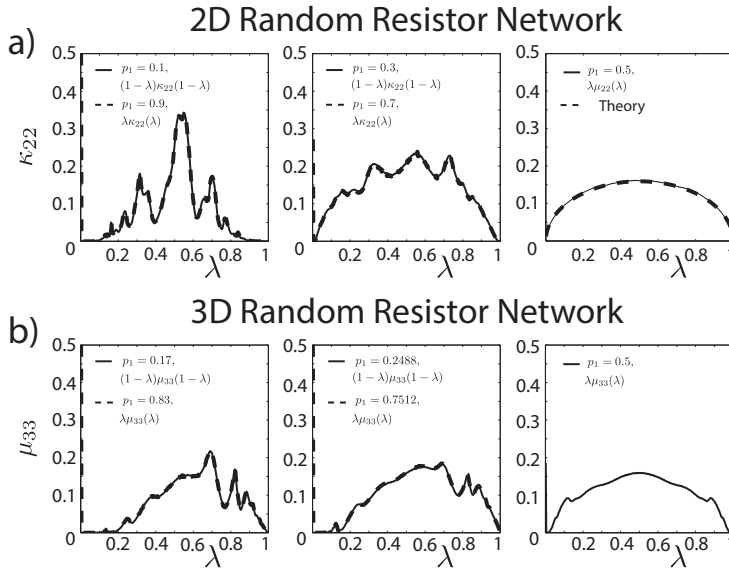 2D Random Resistor Network
a)
κ22
0.5
0.4
0.3
0.2
0.1
0
p1 = 0.1,
(1−λ)κ22(1−λ)
p1 = 0.9,
λκ22(λ)
0.2 0.4 0.6 0.8 1
λ
0.5
0.4
0.3
0.2
0.1
0
p1 = 0.3,
(1−λ)κ22(1−λ)
p1 = 0.7,
λκ22(λ)
0.2 0.4 0.6 0.8 1
λ
0.5
0.4
0.3
0.2
0.1
0
p1 = 0.5,
λμ22(λ)
Theory
0.2 0.4 0.6 0.8 1
λ
3D Random Resistor Network
b)
μ33
0.5
0.4
0.3
0.2
0.1
0
p1 = 0.17,
(1−λ)μ33(1−λ)
p1 = 0.83,
λμ33(λ)
0.2 0.4 0.6 0.8 1
λ
0.5
0.4
0.3
0.2
0.1
0
p1 = 0.2488,
(1−λ)μ33(1−λ)
p1 = 0.7512,
λμ33(λ)
0.2 0.4 0.6 0.8 1
λ
0.5
0.4
0.3
0.2
0.1
0
p1 = 0.5,
λμ33(λ)
0.2 0.4 0.6 0.8 1
λ